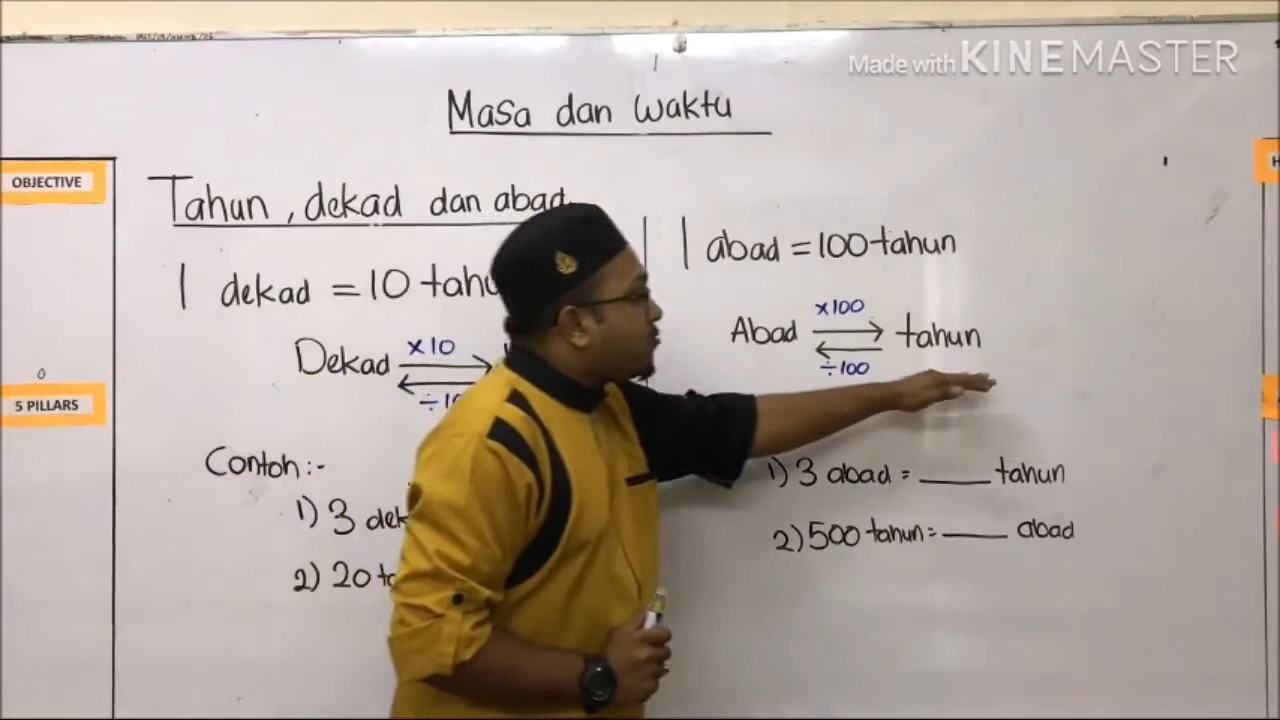 Made with KINEMASTER
Masa dan waktu
OBJECTIVE
Tahun, dekad dan abad
1 dekad = 10 tahu
Dekad ×10
÷10
Contoh :-
1) 3 dek
2) 20 ta
1 abad = 100 tahun
Abad ×100 tahun
÷100
1) 3 abad = ____ tahun
2) 500 tahun = ____ abad
5 PILLARS
H